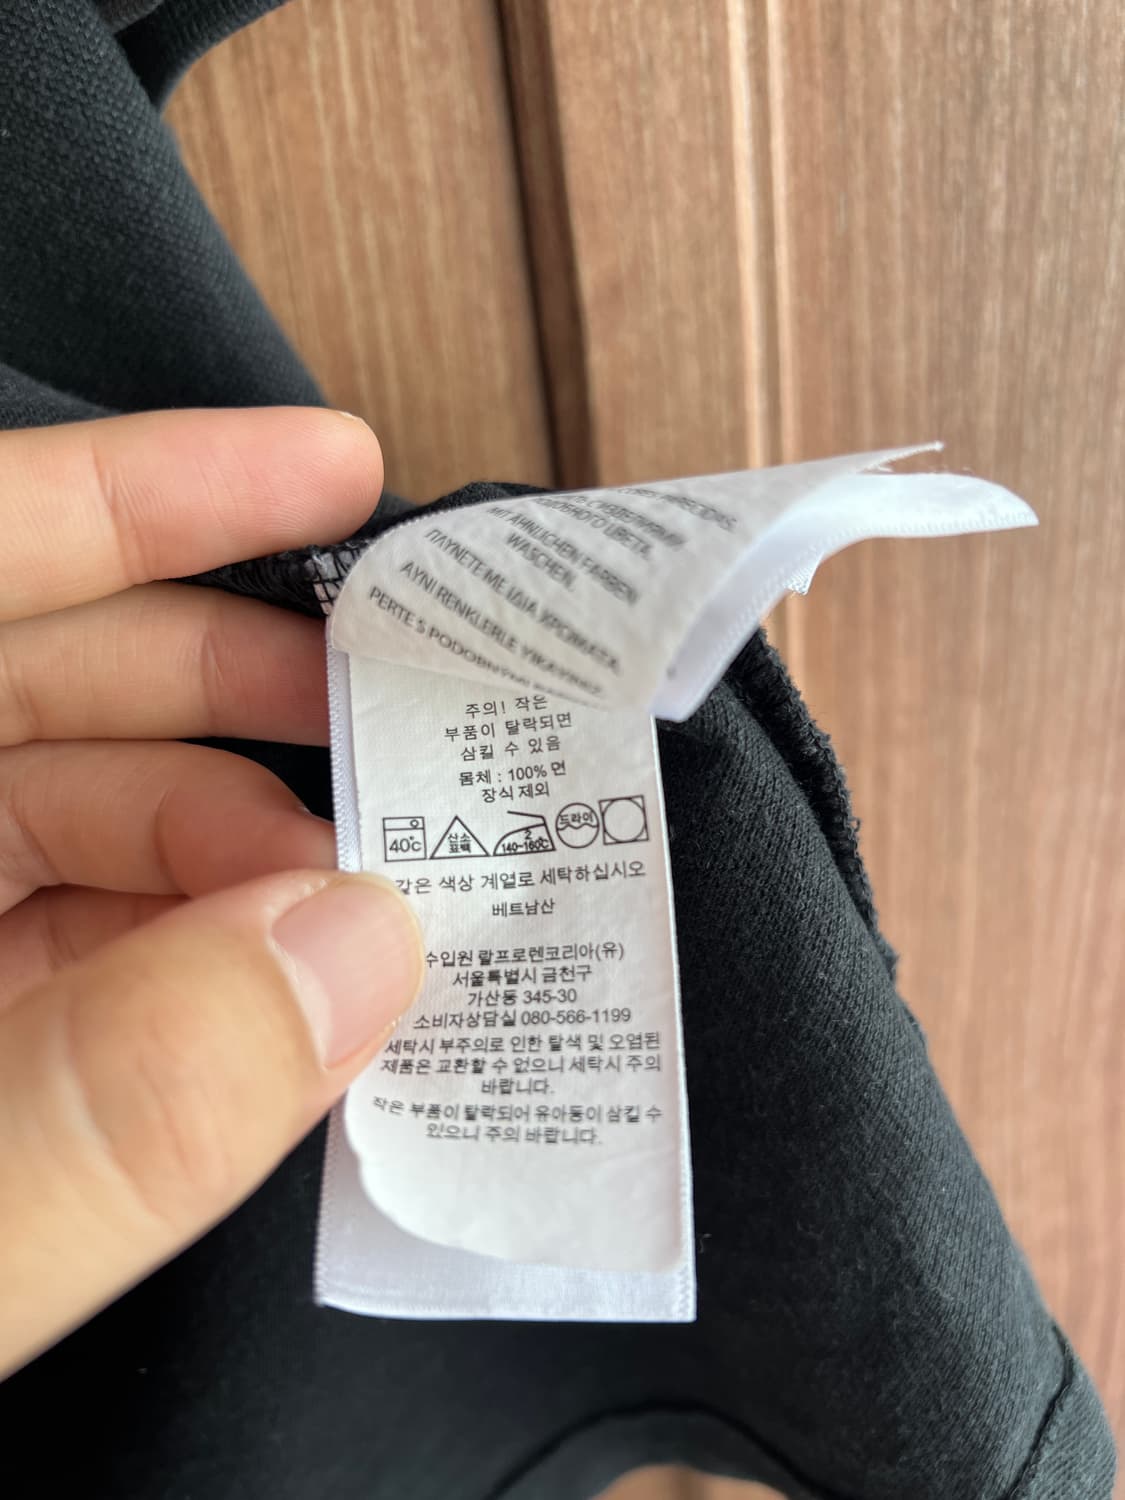 ПОДОБНОГО ЦВЕТА.
MIT ÄHNLICHEN FARBEN
WASCHEN.
ΠΛΥΝΕΤΕ ΜΕ ΙΔΙΑ ΧΡΩΜΑΤΑ.
AYNI RENKLERLE YIKAYINIZ.
PERTE S PODOBNÝMI
주의! 작은
부품이 탈락되면
삼킬 수 있음
몸체 : 100% 면
장식 제외
40℃ 산소 표백 2 140~160℃ 드라이
같은 색상 계열로 세탁하십시오
베트남산
수입원 랄프로렌코리아(유)
서울특별시 금천구
가산동 345-30
소비자상담실 080-566-1199
세탁시 부주의로 인한 탈색 및 오염된
제품은 교환할 수 없으니 세탁시 주의
바랍니다.
작은 부품이 탈락되어 유아동이 삼킬 수
있으니 주의 바랍니다.